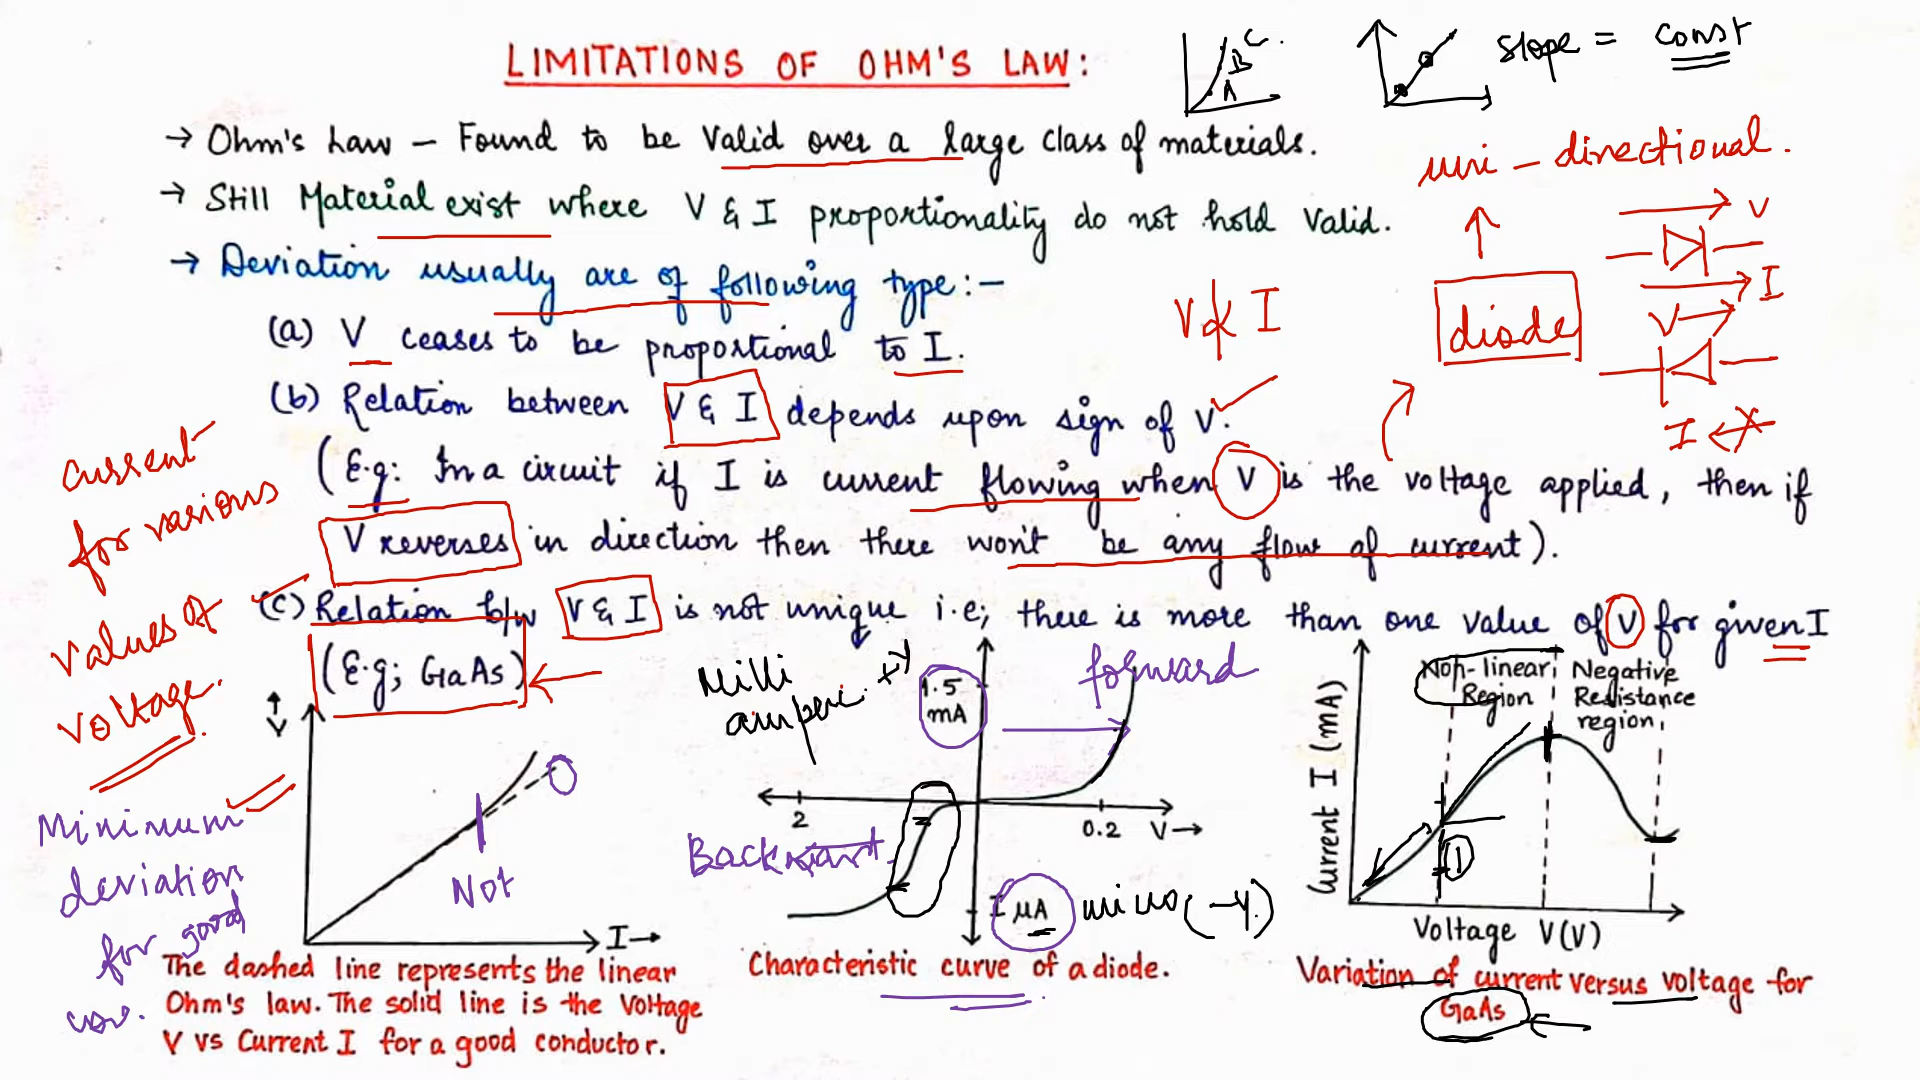 LIMITATIONS OF OHM'S LAW:
C.
B
A
slope = const
→ Ohm's Law – Found to be Valid over a large class of materials.
uni-directional.
→ Still Material exist where V & I proportionality do not hold Valid.
V
→ Deviation usually are of following type:-
I
V ∝̸ I
diode
V
(a) V ceases to be proportional to I.
(b) Relation between V & I depends upon sign of V.
I
(E.g: In a circuit if I is current flowing when V is the voltage applied, then if
V reverses in direction then there won't be any flow of current).
current
for various
values of
voltage.
(C) Relation b/w V & I is not unique i.e; there is more than one value of V for given I
(E.g; GaAs)
Minimum
deviation
for good
V
Not
I→
The dashed line represents the linear
Ohm's law. The solid line is the Voltage
V vs Current I for a good conductor.
Milli
ampere
1.5
mA
forward
2
0.2
V→
Backwart
I μA
(-V)
Characteristic curve of a diode.
Non-linear
Region
Negative
Resistance
region
Current I (mA)
1
Voltage V(V)
Variation of current versus voltage for
GaAs